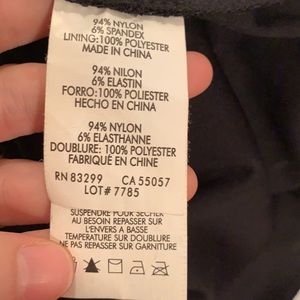 94% NYLON
6% SPANDEX
LINING:100% POLYESTER
MADE IN CHINA
94% NILON
6% ELASTIN
FORRO:100% POLIESTER
HECHO EN CHINA
94% NYLON
6% ELASTHANNE
DOUBLURE: 100% POLYESTER
FABRIQUÉ EN CHINE
RN 83299 CA 55057
LOT# 7785
SUSPENDRE POUR SÉCHER
AU BESOIN REPASSER SUR
L'ENVERS A BASSE
TEMPERATURE SUR DOUBLURE
NE PAS REPASSER SUR GARNITURE